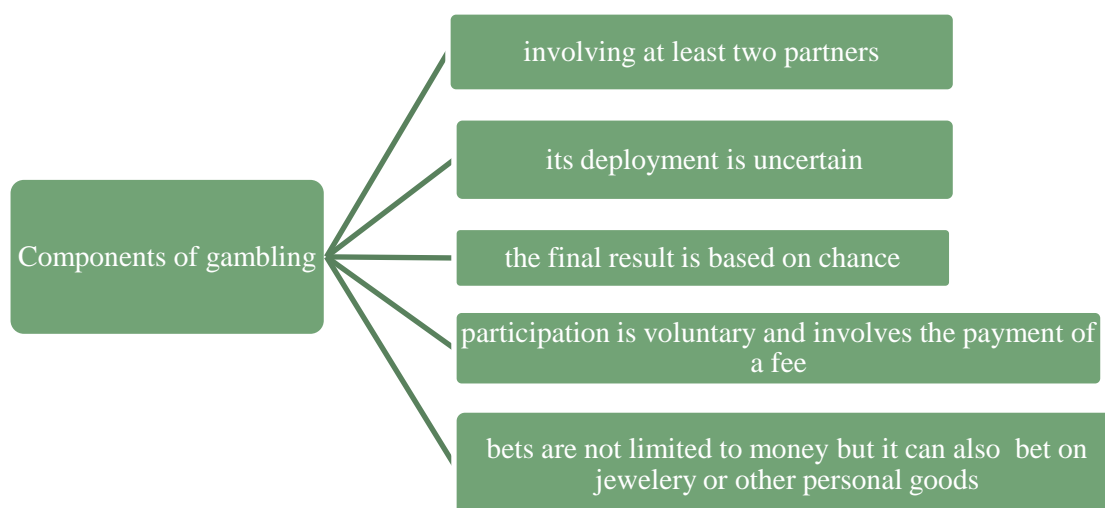 Components of gambling
involving at least two partners
its deployment is uncertain
the final result is based on chance
participation is voluntary and involves the payment of
a fee
bets are not limited to money but it can also bet on
jewelery or other personal goods